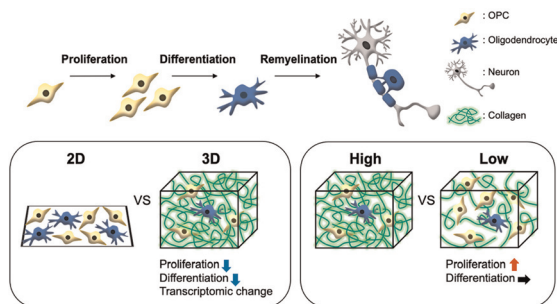 Proliferation
Differentiation
Remyelination
: OPC
: Oligodendrocyte
: Neuron
: Collagen
2D
VS
3D
Proliferation
Differentiation
Transcriptomic change
High
VS
Low
Proliferation
Differentiation